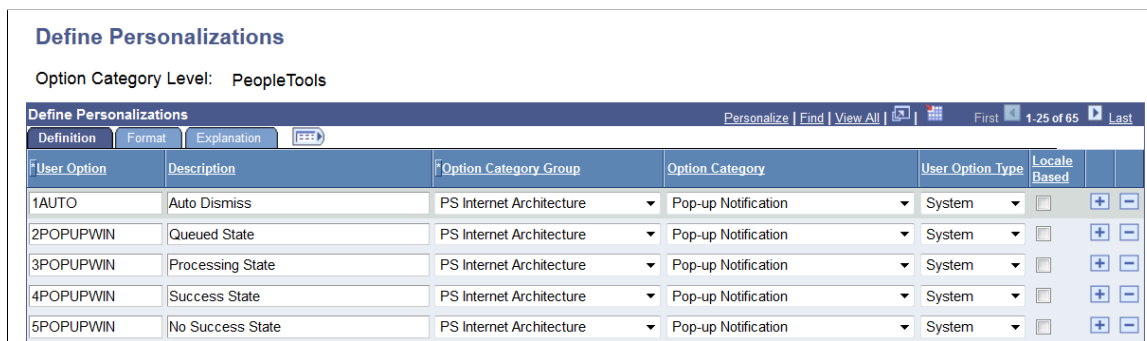 Define Personalizations
Option Category Level: PeopleTools
Define Personalizations Personalize | Find | View All | | First 1-25 of 65 Last
Definition Format Explanation
*User Option Description *Option Category Group Option Category User Option Type Locale Based
1AUTO Auto Dismiss PS Internet Architecture Pop-up Notification System
2POPUPWIN Queued State PS Internet Architecture Pop-up Notification System
3POPUPWIN Processing State PS Internet Architecture Pop-up Notification System
4POPUPWIN Success State PS Internet Architecture Pop-up Notification System
5POPUPWIN No Success State PS Internet Architecture Pop-up Notification System